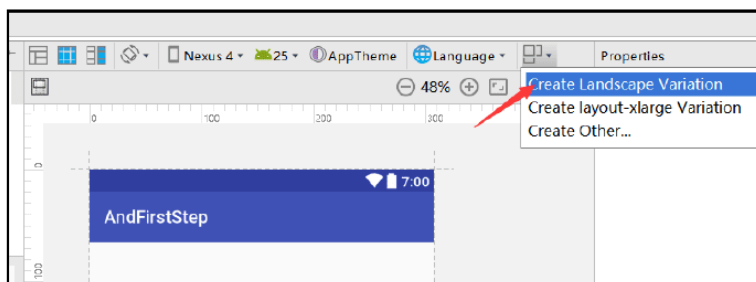 Nexus 4 25 AppTheme Language Properties
48% Create Landscape Variation
Create layout-xlarge Variation
Create Other...
0 100 200 300
0
7:00
AndFirstStep
100